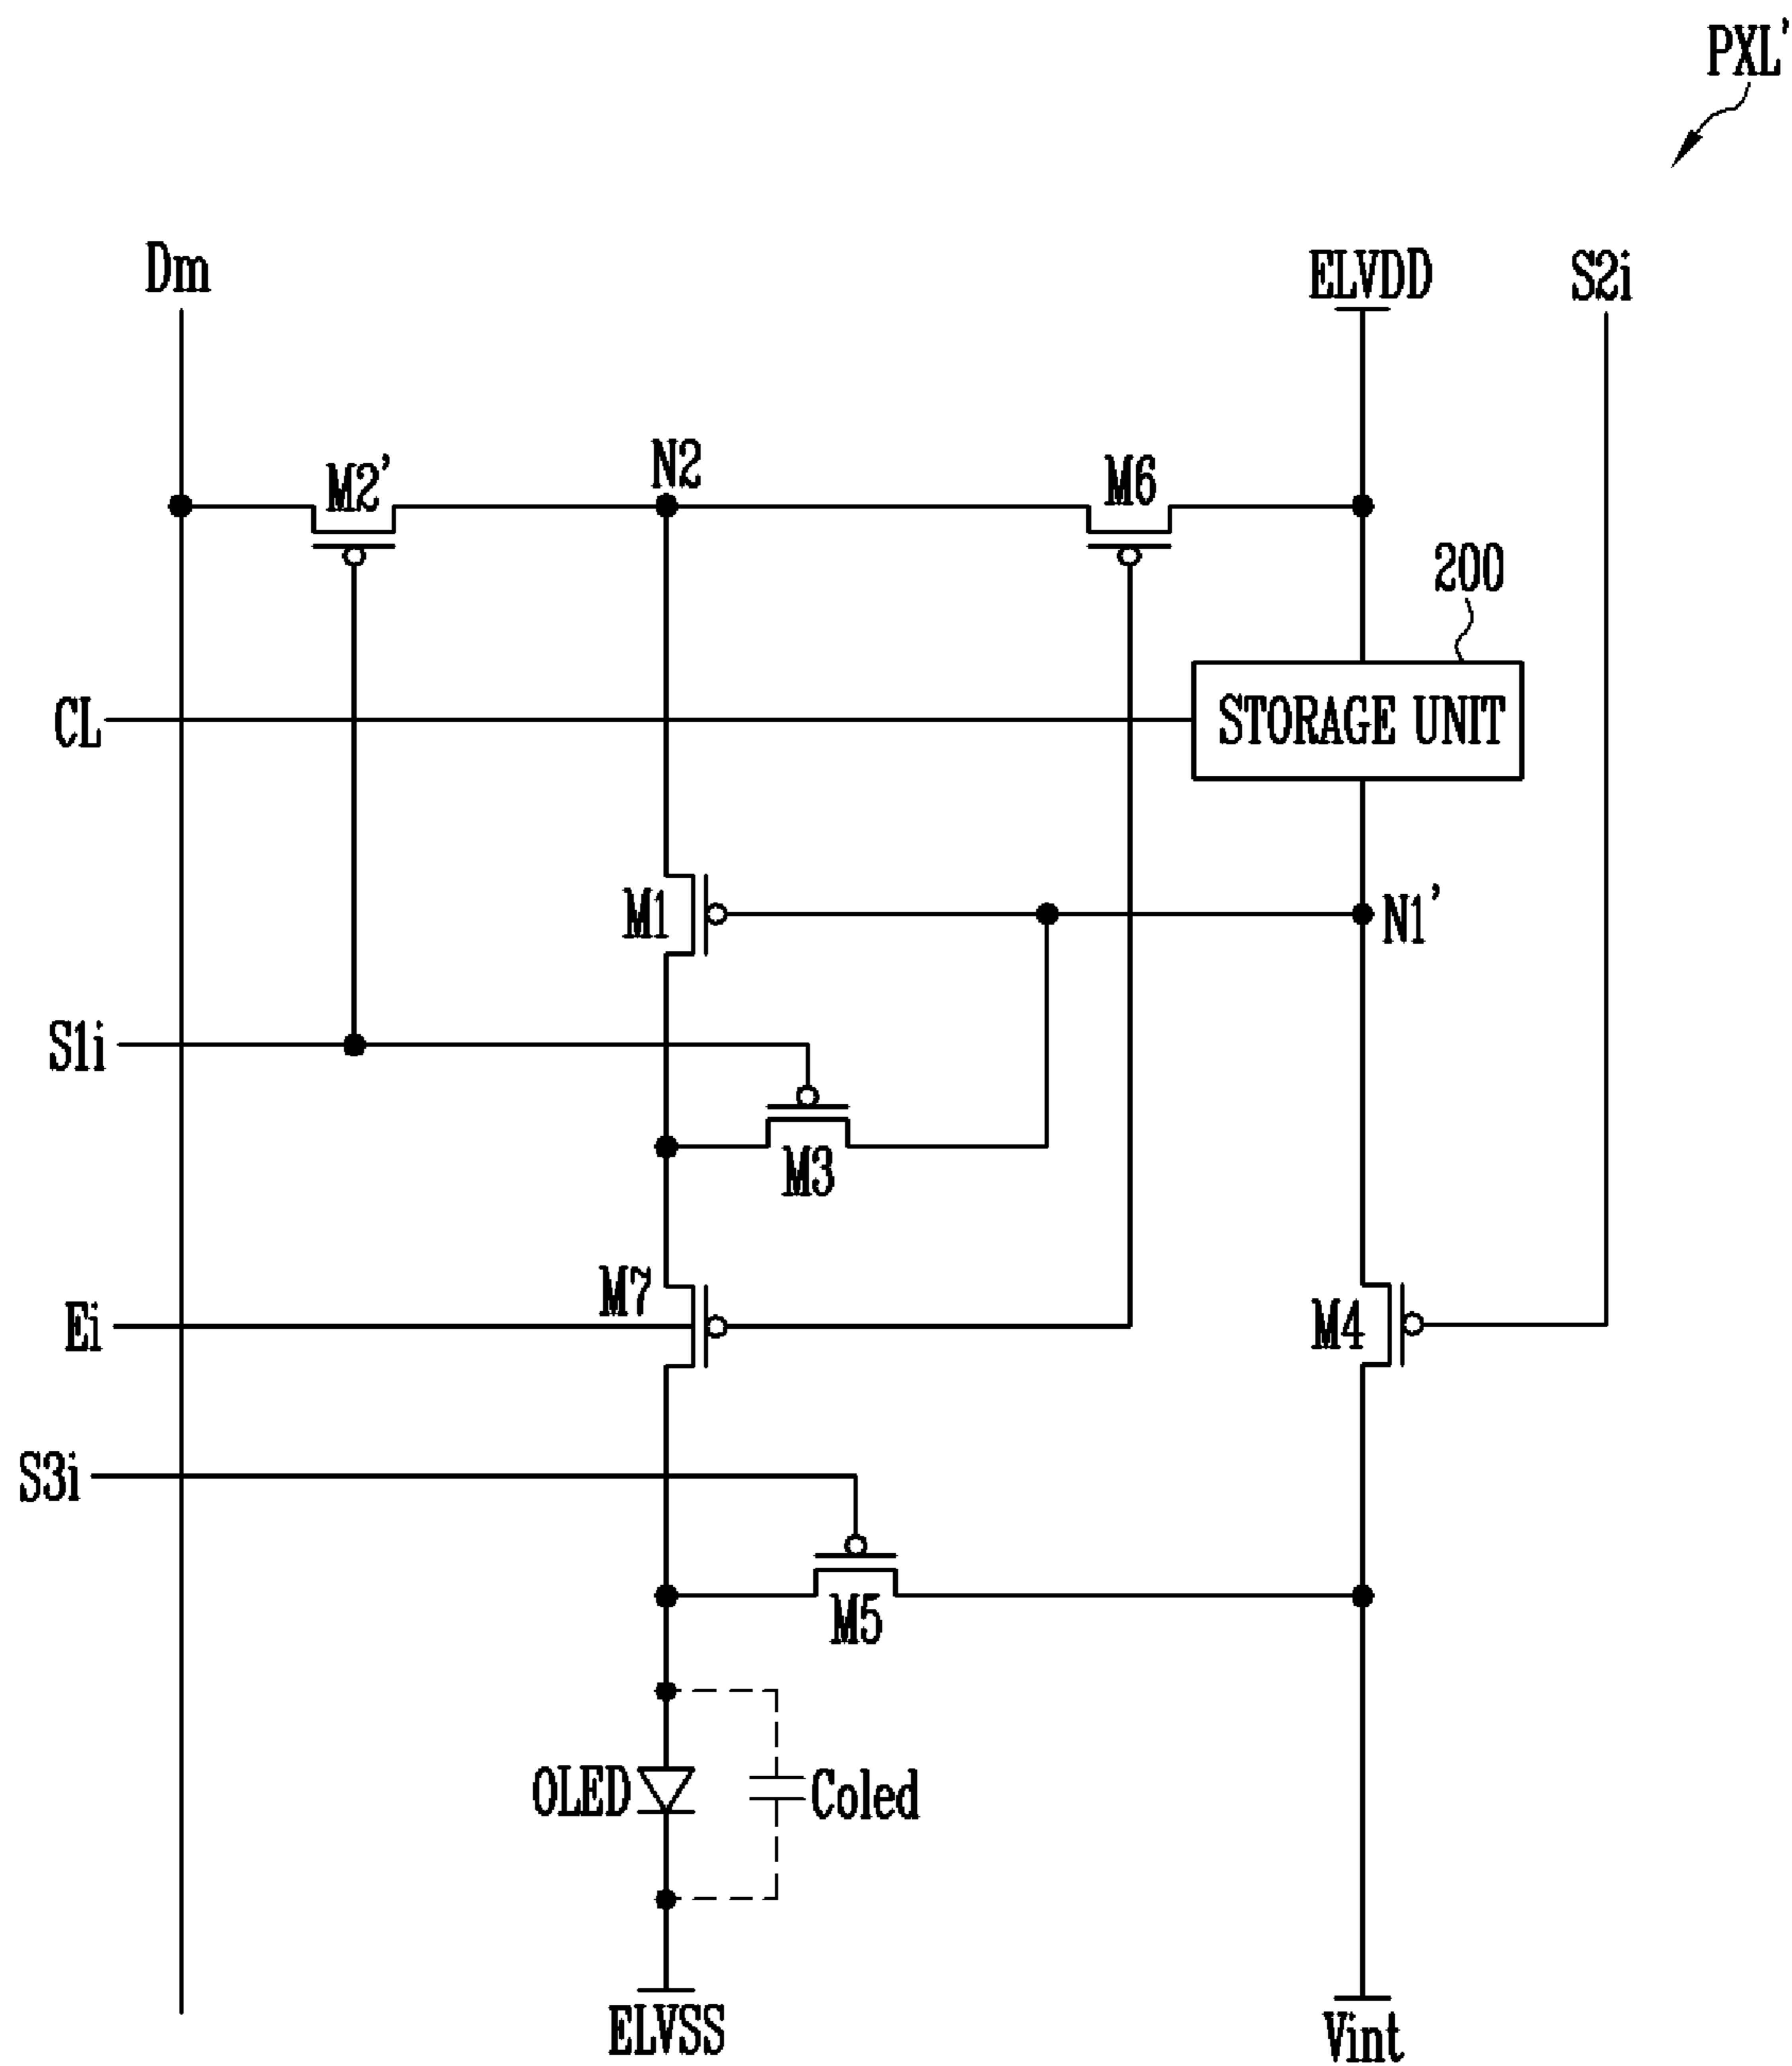 PXL'
Dm
ELVDD
S2i
M2'
N2
M6
200
CL
STORAGE UNIT
M1
N1'
S1i
M3
M7
Ei
M4
S3i
M5
OLED
Coled
ELVSS
Vint